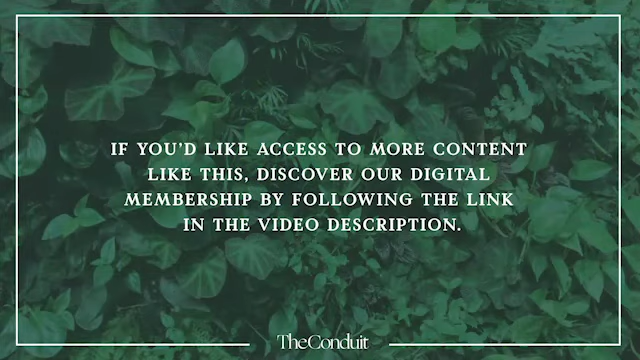 IF YOU'D LIKE ACCESS TO MORE CONTENT
LIKE THIS, DISCOVER OUR DIGITAL
MEMBERSHIP BY FOLLOWING THE LINK
IN THE VIDEO DESCRIPTION.
TheConduit